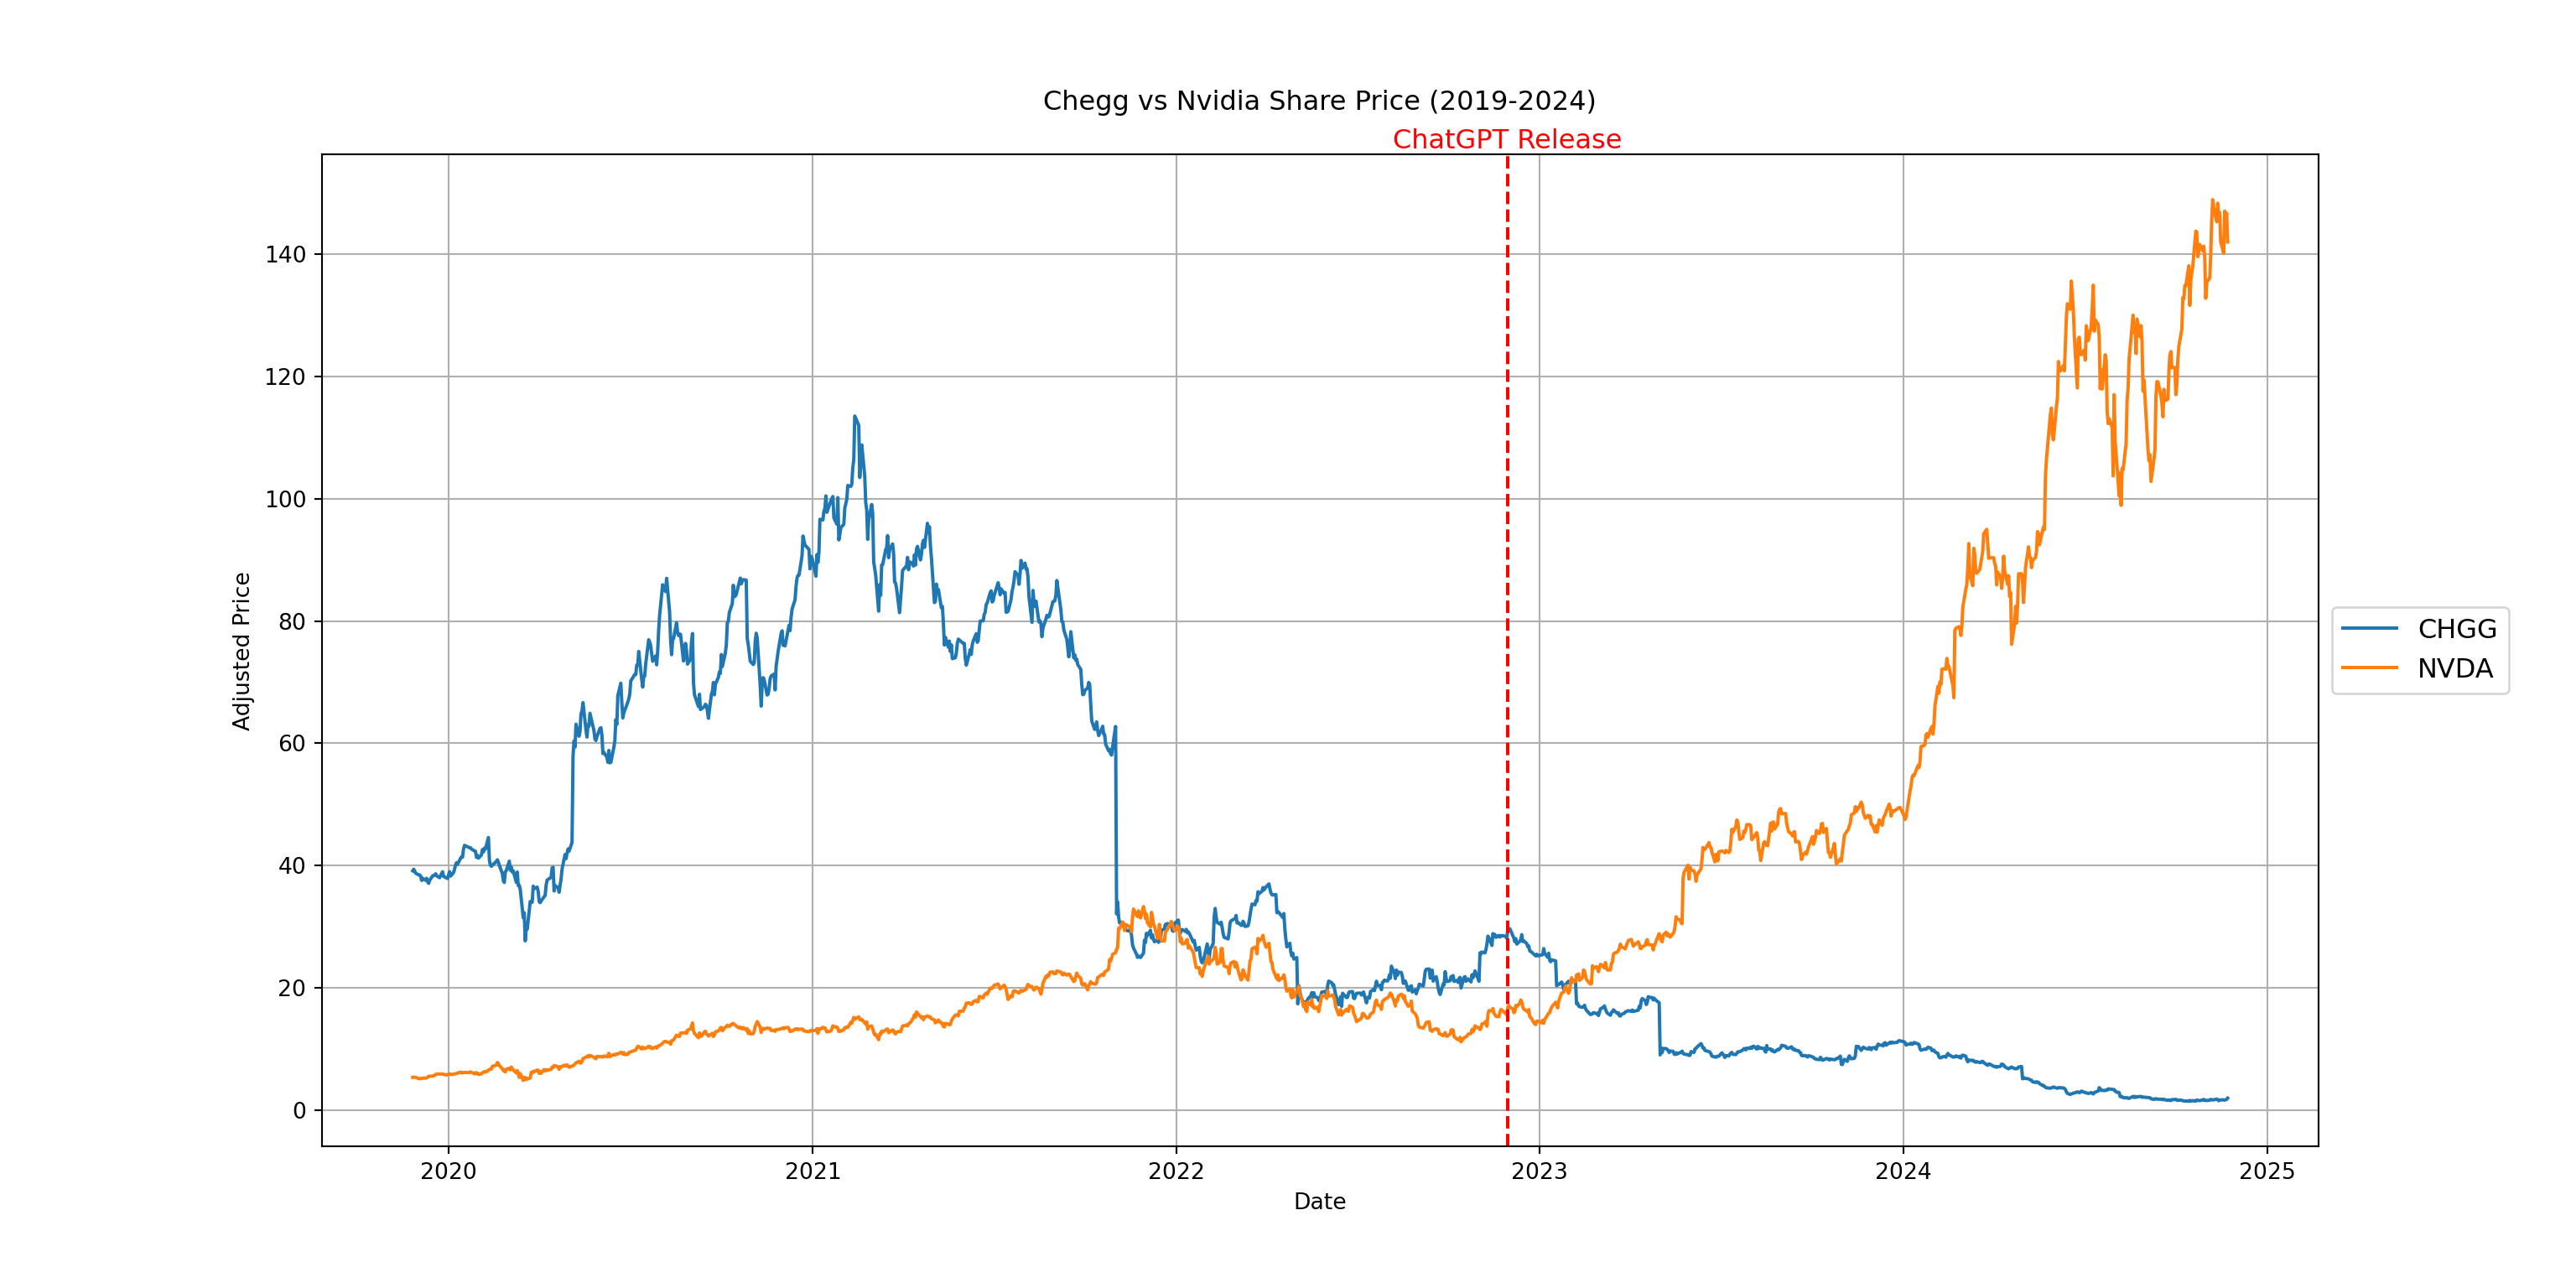 Chegg vs Nvidia Share Price (2019-2024)
ChatGPT Release
Adjusted Price
140
120
100
80
60
40
20
0
2020
2021
2022
2023
2024
2025
Date
CHGG
NVDA